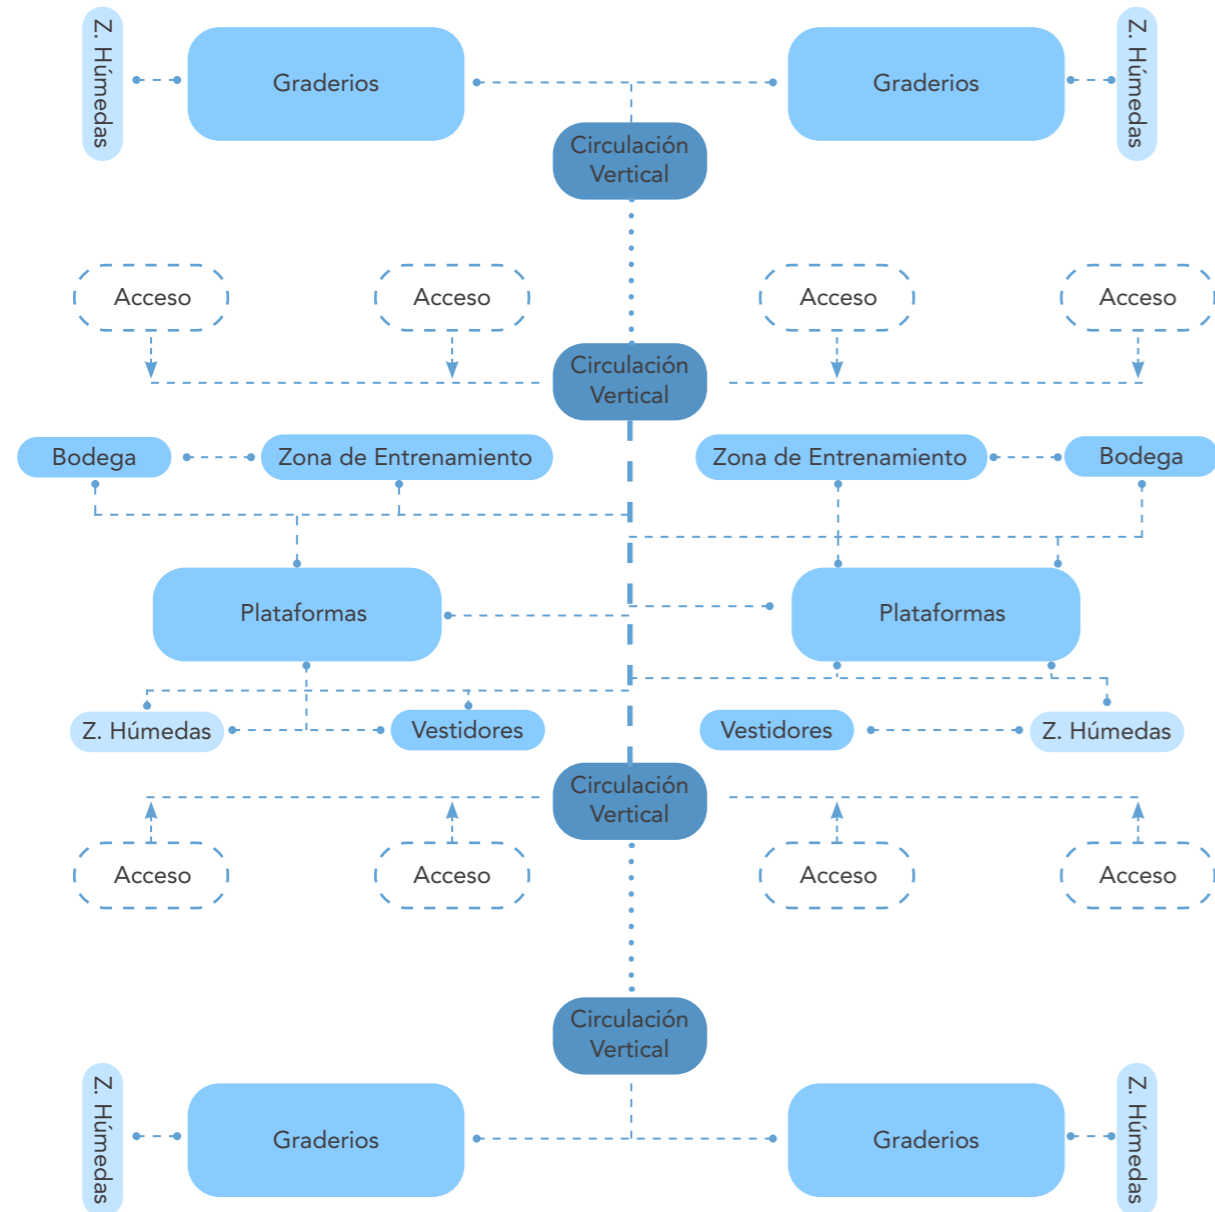 Z. Húmedas
Graderios
Graderios
Z. Húmedas
Circulación
Vertical
Acceso
Acceso
Acceso
Acceso
Circulación
Vertical
Bodega
Zona de Entrenamiento
Zona de Entrenamiento
Bodega
Plataformas
Plataformas
Z. Húmedas
Vestidores
Vestidores
Z. Húmedas
Circulación
Vertical
Acceso
Acceso
Acceso
Acceso
Circulación
Vertical
Z. Húmedas
Graderios
Graderios
Z. Húmedas